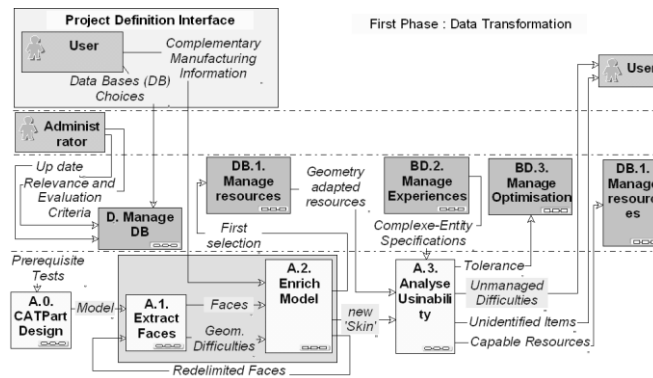 Project Definition Interface
First Phase : Data Transformation
User
Complementary
Manufacturing
Information
Data Bases (DB)
Choices
User
Administ
rator
Up date
Relevance and
Evaluation
Criteria
D. Manage
DB
DB.1.
Manage
resources
First
selection
Geometry
adapted
resources
BD.2.
Manage
Experiences
Complexe-Entity
Specifications
BD.3.
Manage
Optimisation
DB.1.
Manage
resourc
es
Prerequisite
Tests
A.0.
CATPart
Design
Model
A.1.
Extract
Faces
Faces
Geom.
Difficulties
A.2.
Enrich
Model
Redelimited Faces
new
'Skin'
A.3.
Analyse
Usinabili
ty
Tolerance
Unmanaged
Difficulties
Unidentified Items
Capable Resources